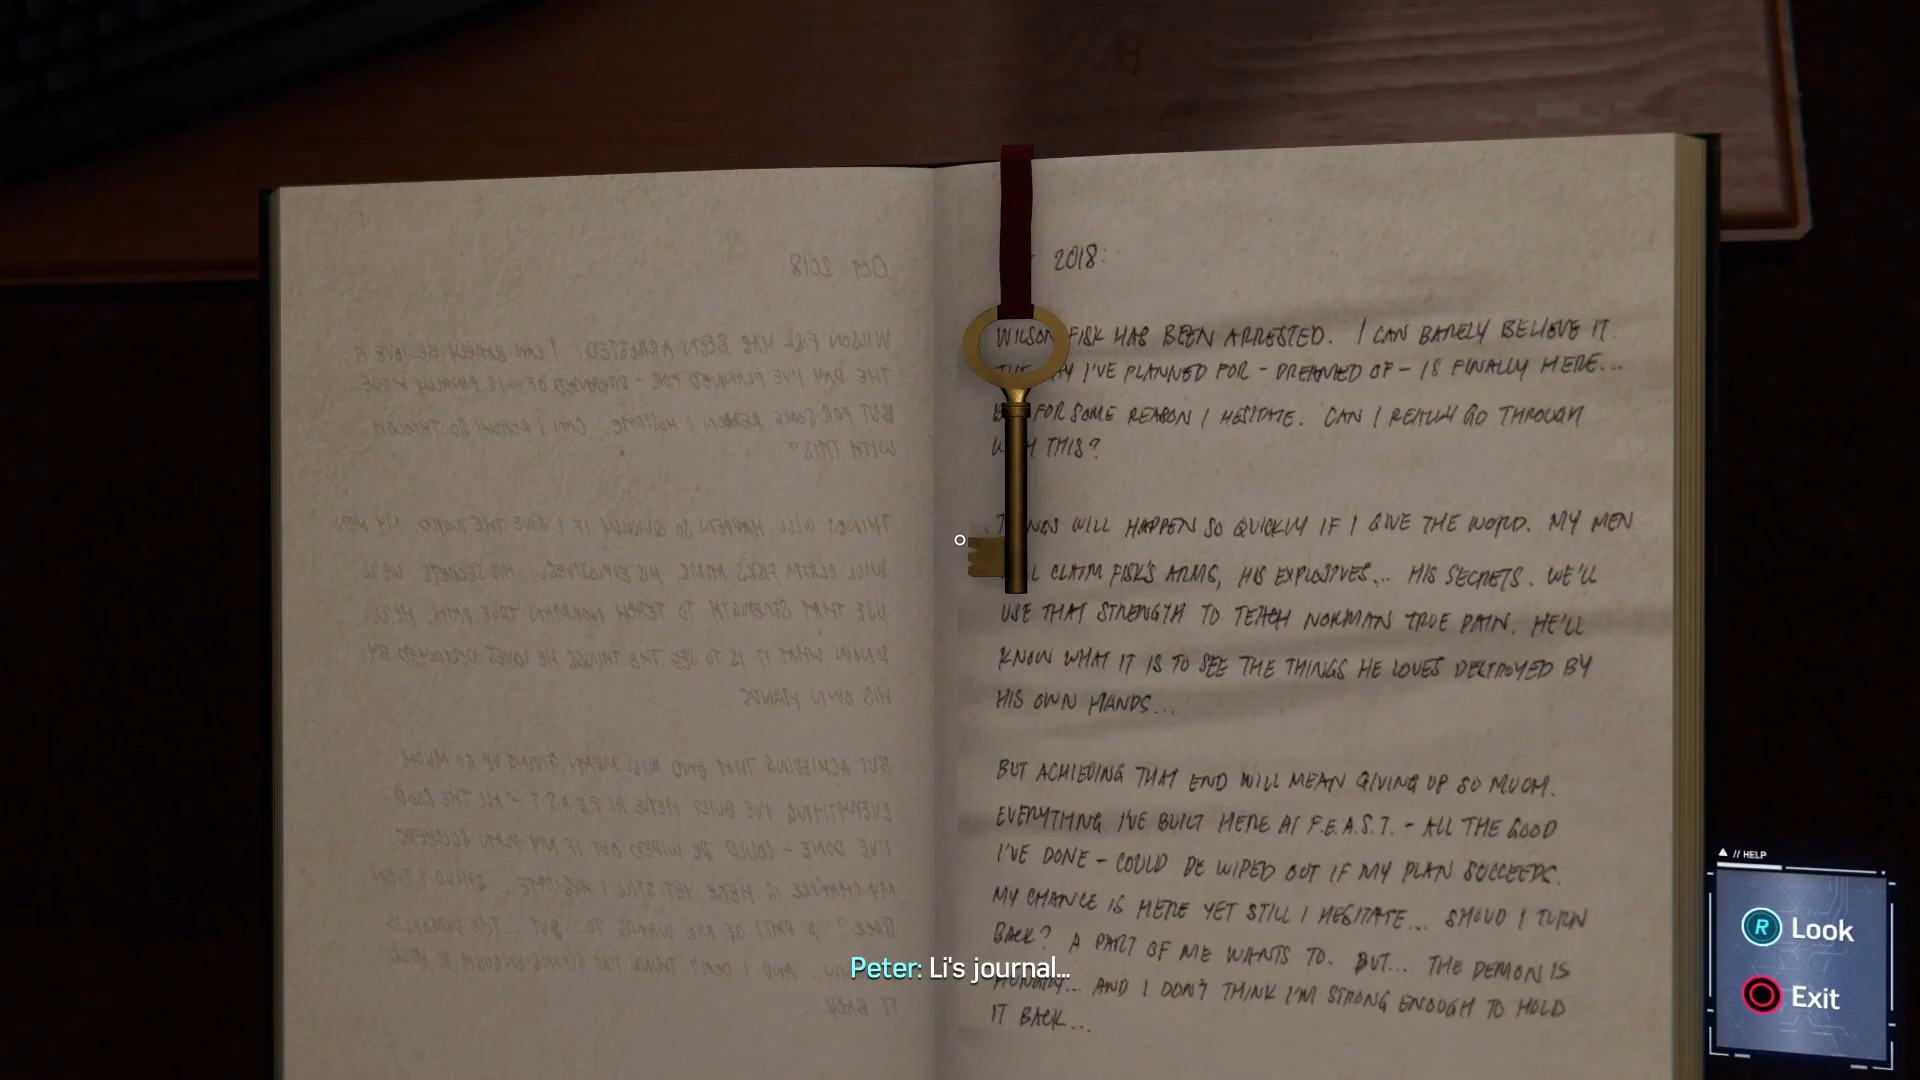 2018:
WILSON FISK HAS BEEN ARRESTED. I CAN BARELY BELIEVE IT.
I'VE PLANNED FOR - DREAMED OF - IS FINALLY HERE...
FOR SOME REASON I HESITATE. CAN I REALLY GO THROUGH
THIS?
THINGS WILL HAPPEN SO QUICKLY IF I GIVE THE WORD. MY MEN
CLAIM FISK'S ARMS, HIS EXPLOSIVES... HIS SECRETS. WE'LL
USE THAT STRENGTH TO TEACH NORMAN TRUE PAIN. HE'LL
KNOW WHAT IT IS TO SEE THE THINGS HE LOVES DESTROYED BY
HIS OWN HANDS...
BUT ACHIEVING THAT END WILL MEAN GIVING UP SO MUCH.
EVERYTHING I'VE BUILT HERE AT F.E.A.S.T. - ALL THE GOOD
I'VE DONE - COULD BE WIPED OUT IF MY PLAN SUCCEEDS.
MY CHANCE IS HERE YET STILL I HESITATE... SHOUD I TURN
BACK? A PART OF ME WANTS TO. BUT... THE DEMON IS
HUNGRY... AND I DON'T THINK I'M STRONG ENOUGH TO HOLD
IT BACK...
Peter: Li's journal...
// HELP
R Look
Exit